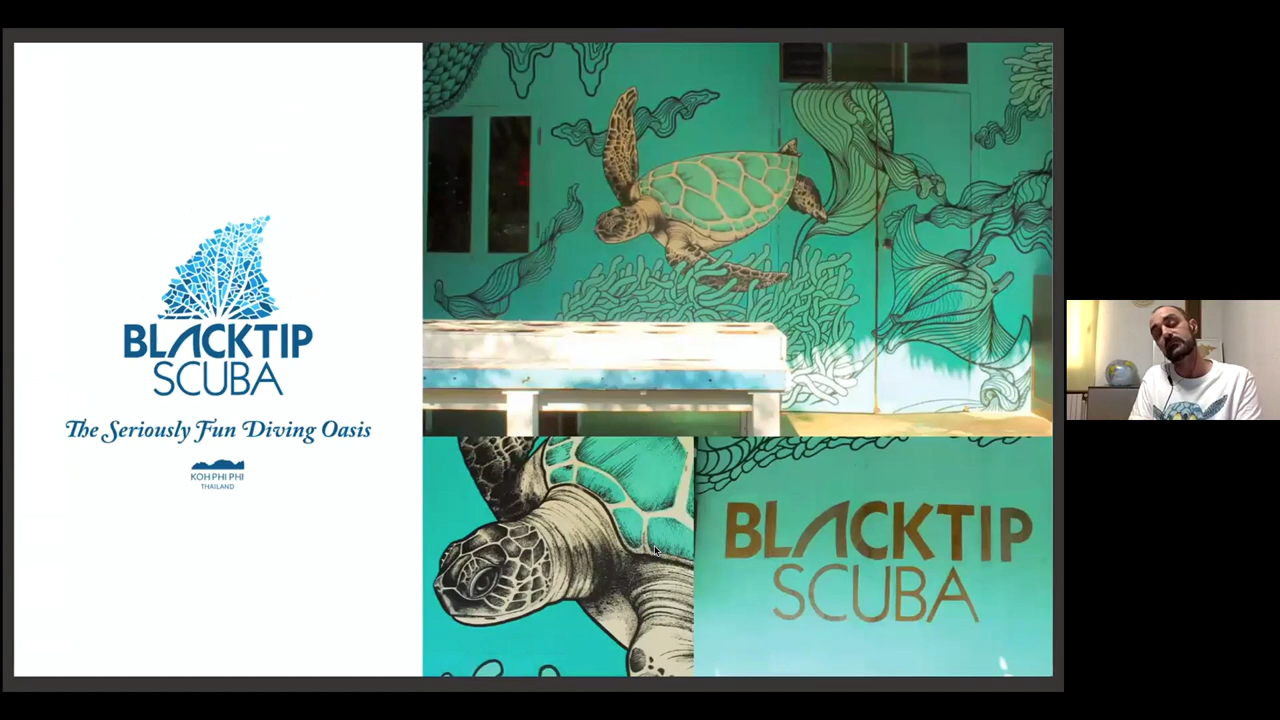 BLACKTIP
SCUBA
The Seriously Fun Diving Oasis
KOH PHI PHI
THAILAND
BLACKTIP
SCUBA